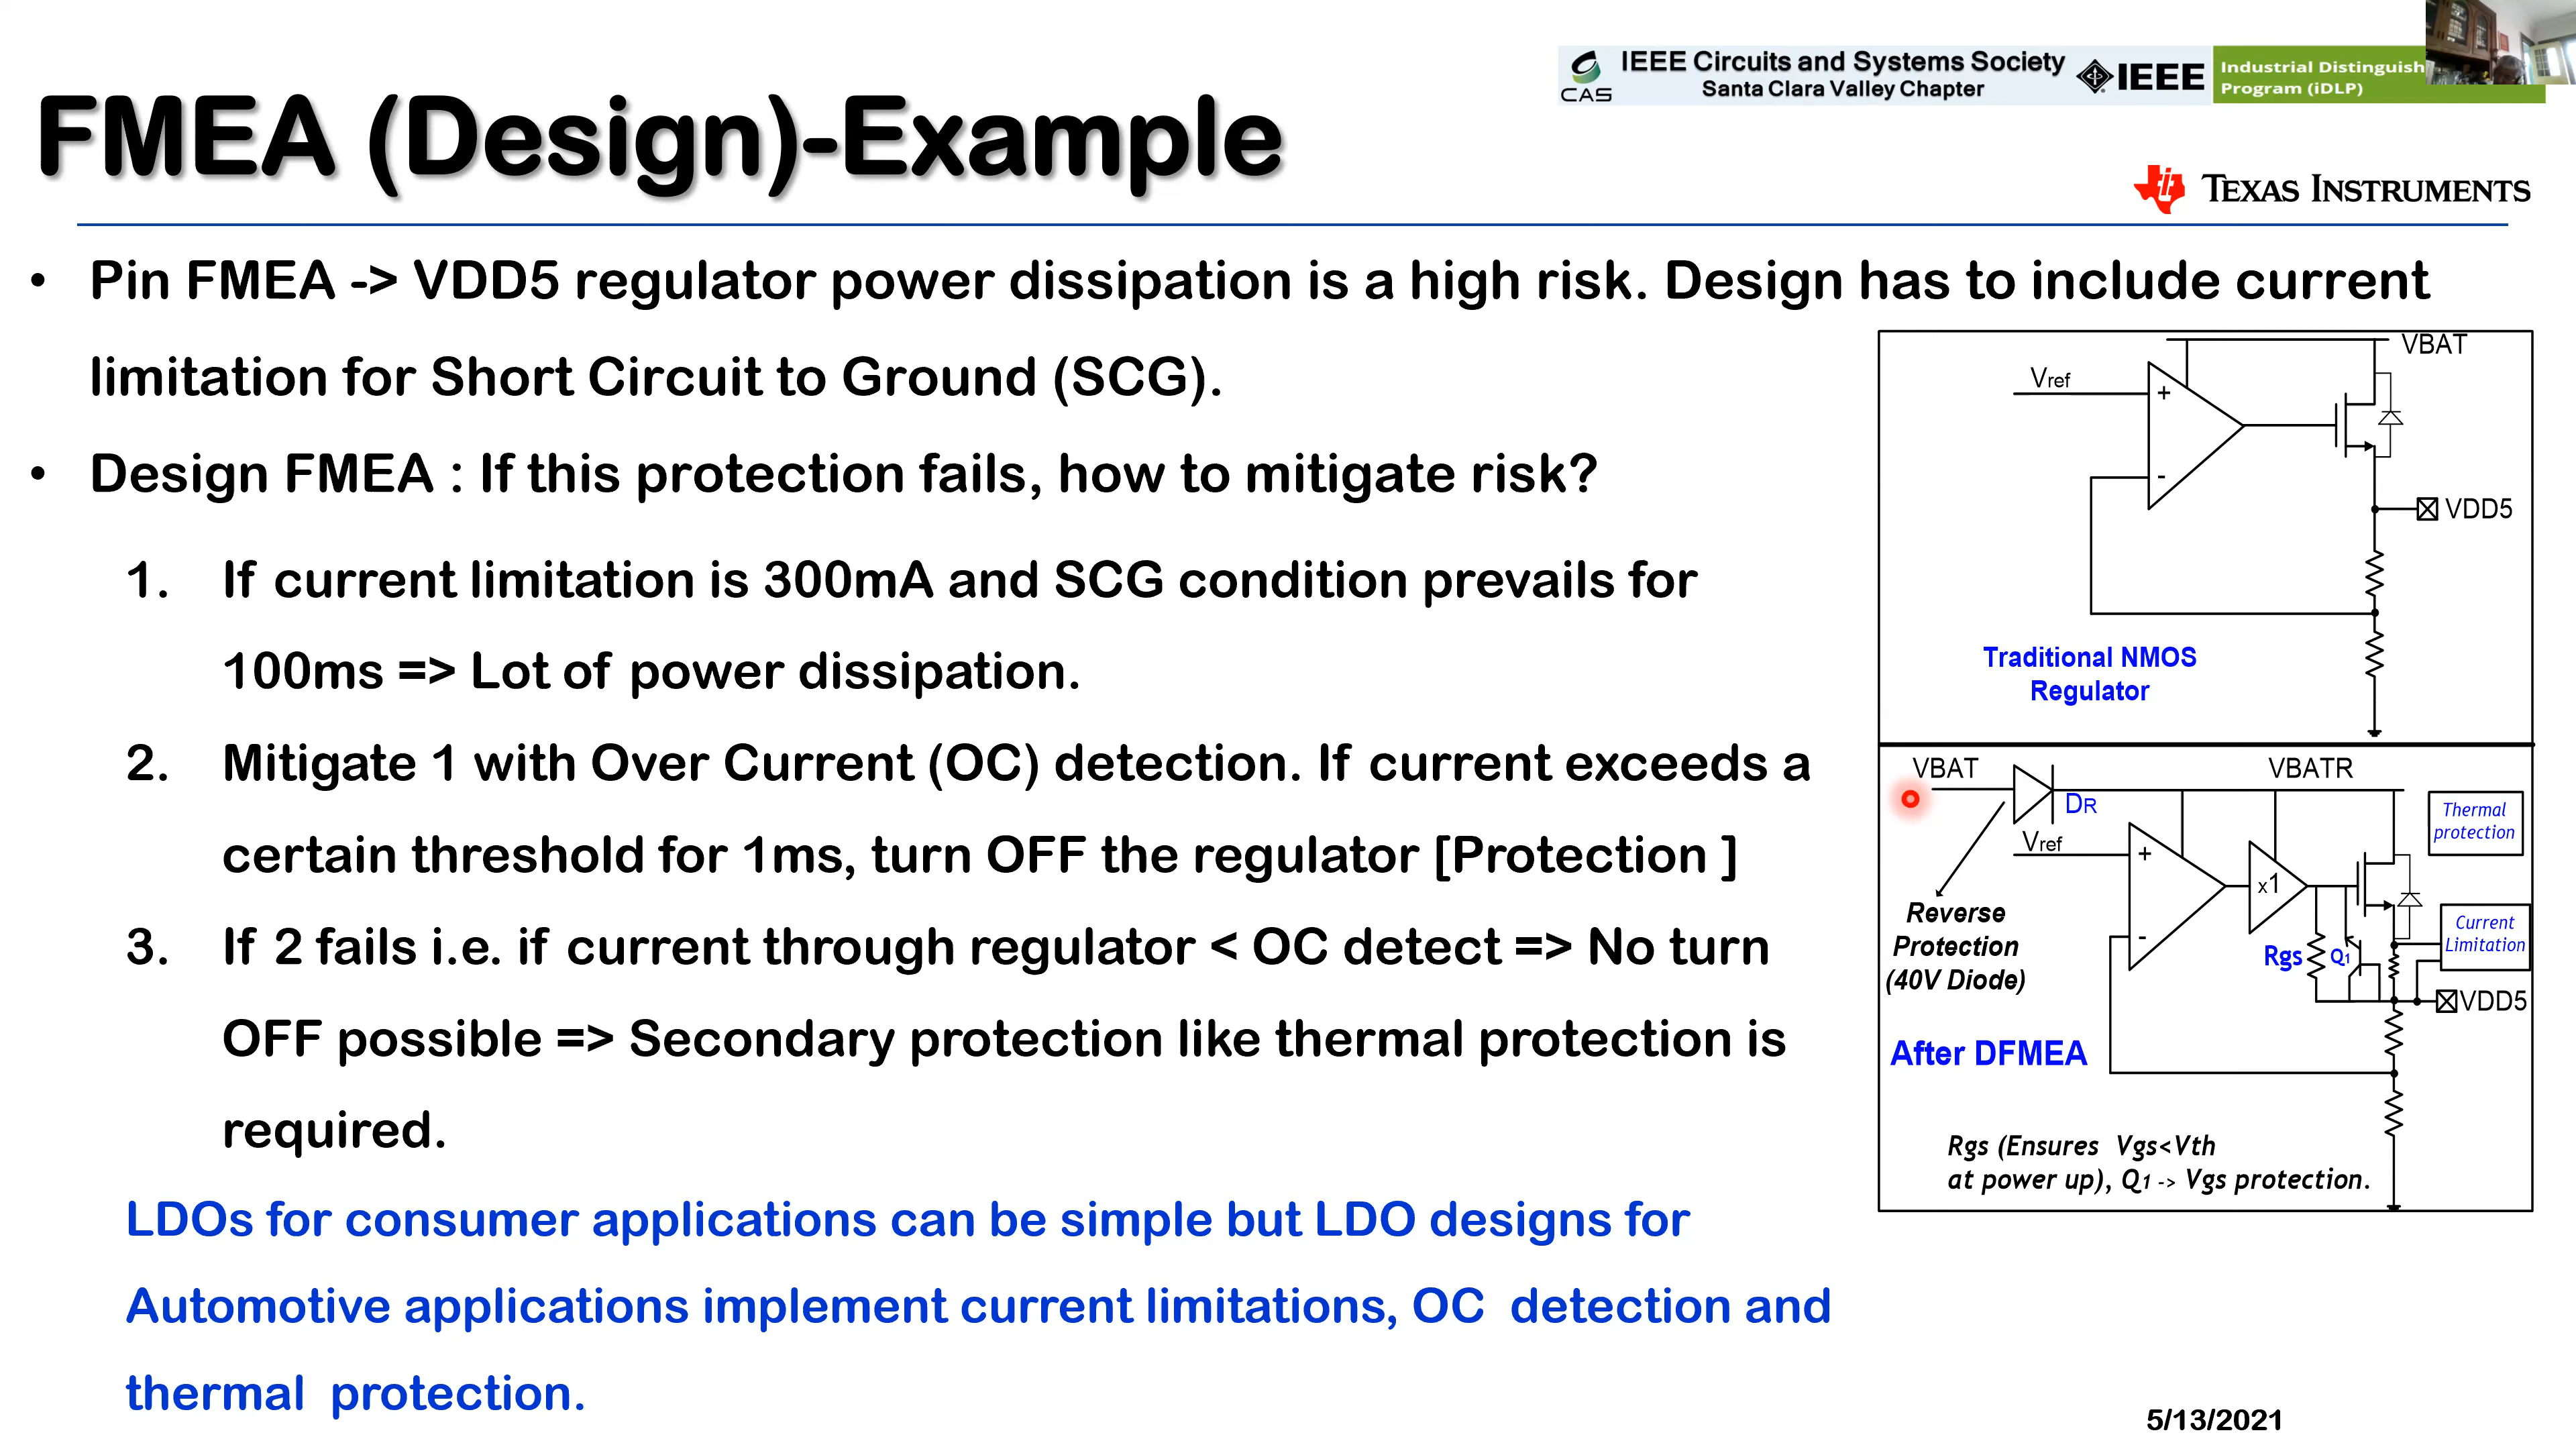 IEEE Circuits and Systems Society
Santa Clara Valley Chapter
CAS
IEEE
Industrial Distinguish
Program (iDLP)
FMEA (Design)-Example
TEXAS INSTRUMENTS
• Pin FMEA -> VDD5 regulator power dissipation is a high risk. Design has to include current
limitation for Short Circuit to Ground (SCG).
• Design FMEA : If this protection fails, how to mitigate risk?
1. If current limitation is 300mA and SCG condition prevails for
100ms => Lot of power dissipation.
2. Mitigate 1 with Over Current (OC) detection. If current exceeds a
certain threshold for 1ms, turn OFF the regulator [Protection ]
3. If 2 fails i.e. if current through regulator < OC detect => No turn
OFF possible => Secondary protection like thermal protection is
required.
LDOs for consumer applications can be simple but LDO designs for
Automotive applications implement current limitations, OC detection and
thermal protection.
VBAT
Vref
+
-
VDD5
Traditional NMOS
Regulator
VBAT
VBATR
DR
Thermal
protection
Vref
+
x1
-
Reverse
Protection
(40V Diode)
Rgs
Q1
Current
Limitation
VDD5
After DFMEA
Rgs (Ensures Vgs<Vth
at power up), Q1 -> Vgs protection.
5/13/2021